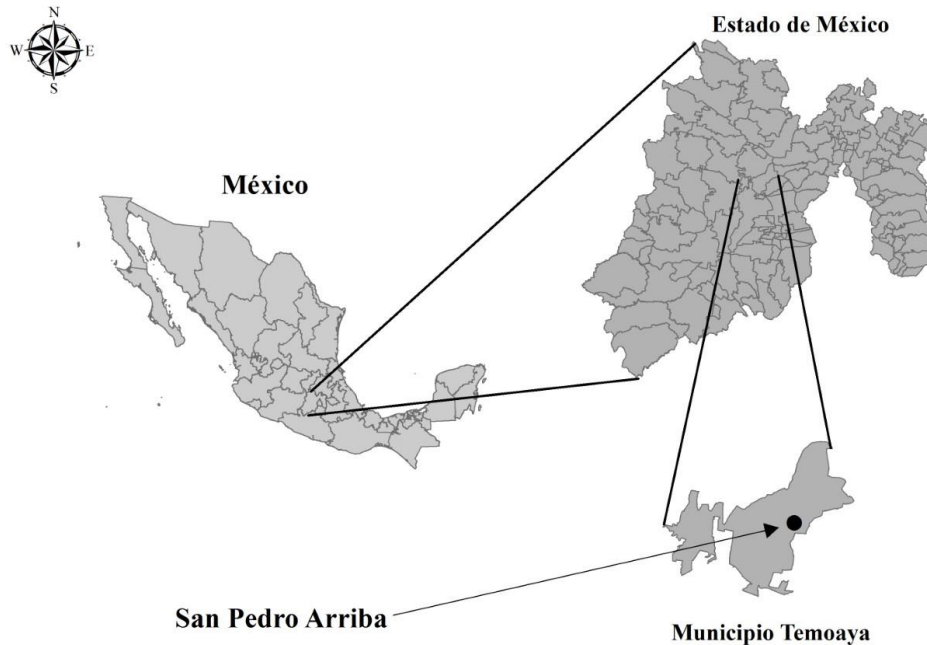 N
W E
S
Estado de México
México
San Pedro Arriba
Municipio Temoaya